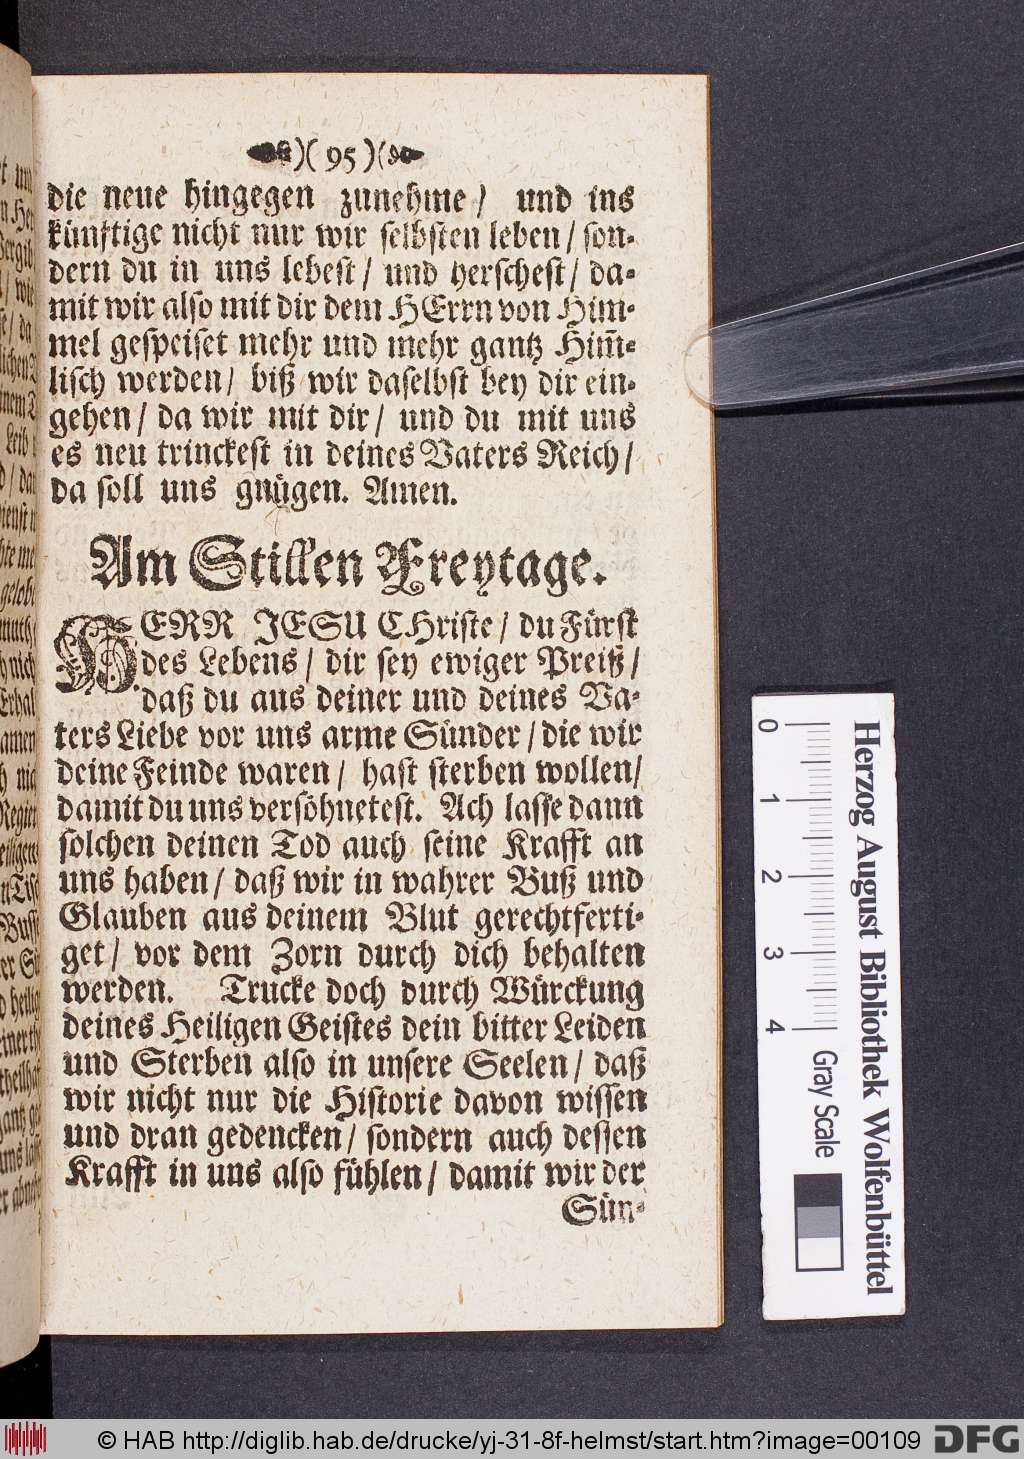 )( 95 )(
die neue hingegen zunehme / und ins
künftige nicht nur wir selbsten leben / son-
dern du in uns lebest / und herschest / da-
mit wir also mit dir dem HErrn von Him-
mel gespeiset mehr und mehr gantz Him̄-
lisch werden / biß wir daselbst bey dir ein-
gehen / da wir mit dir / und du mit uns
es neu trinckest in deines Vaters Reich /
da soll uns gnügen. Amen.
Am Stillen Freytage.
HERR JESU CHriste / du Fürst
des Lebens / dir sey ewiger Preiß /
daß du aus deiner und deines Va-
ters Liebe vor uns arme Sünder / die wir
deine Feinde waren / hast sterben wollen /
damit du uns versöhnetest. Ach lasse dann
solchen deinen Tod auch seine Krafft an
uns haben / daß wir in wahrer Buß und
Glauben aus deinem Blut gerechtferti-
get / vor dem Zorn durch dich behalten
werden. Trucke doch durch Würckung
deines Heiligen Geistes dein bitter Leiden
und Sterben also in unsere Seelen / daß
wir nicht nur die Historie davon wissen
und dran gedencken / sondern auch dessen
Krafft in uns also fühlen / damit wir der
Sün-
0 1 2 3 4 Gray Scale
Herzog August Bibliothek Wolfenbüttel
© HAB http://diglib.hab.de/drucke/yj-31-8f-helmst/start.htm?image=00109
DFG